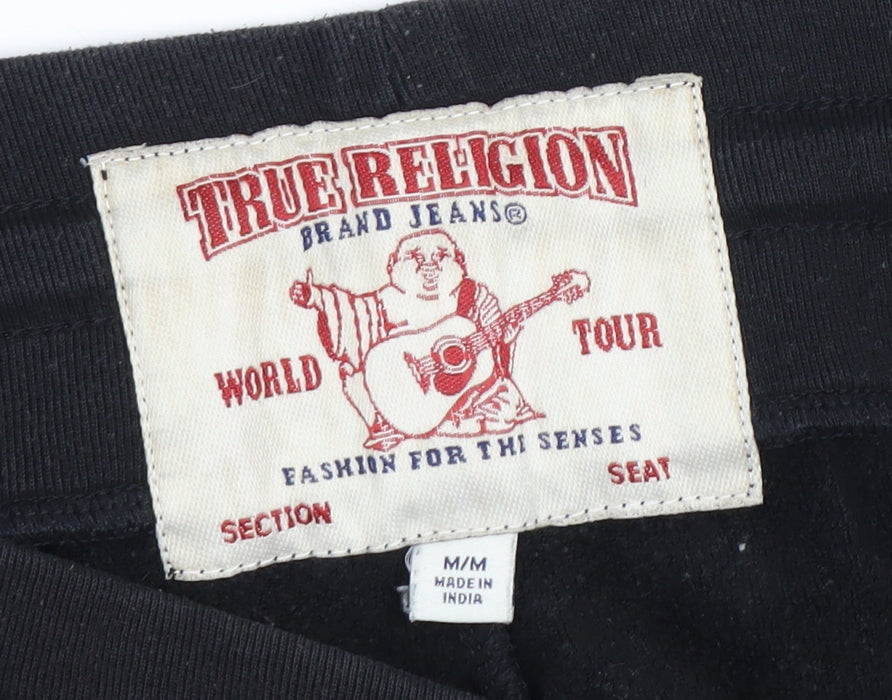 TRUE RELIGION
BRAND JEANS®
WORLD TOUR
FASHION FOR THE SENSES
SECTION SEAT
M/M
MADE IN
INDIA